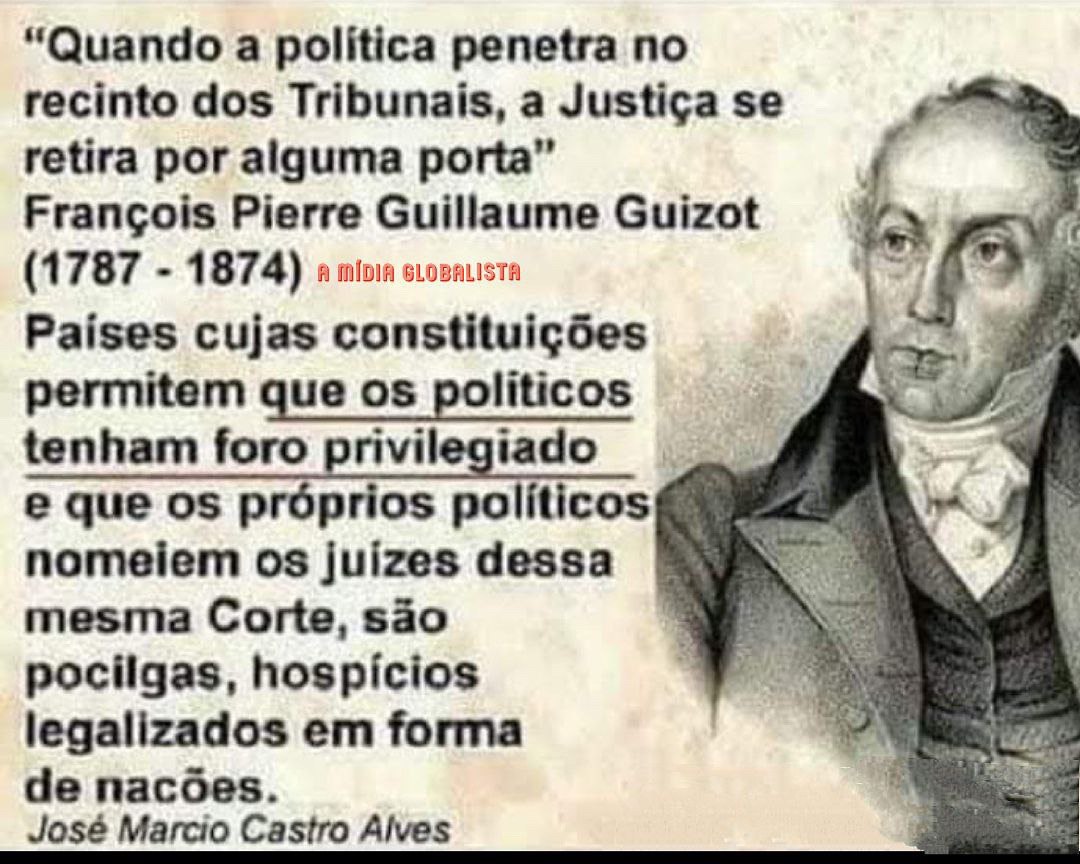 “Quando a política penetra no
recinto dos Tribunais, a Justiça se
retira por alguma porta”
François Pierre Guillaume Guizot
(1787 - 1874) A MÍDIA GLOBALISTA
Países cujas constituições
permitem que os políticos
tenham foro privilegiado
e que os próprios políticos
nomeiem os juízes dessa
mesma Corte, são
pocilgas, hospícios
legalizados em forma
de nacões.
José Marcio Castro Alves